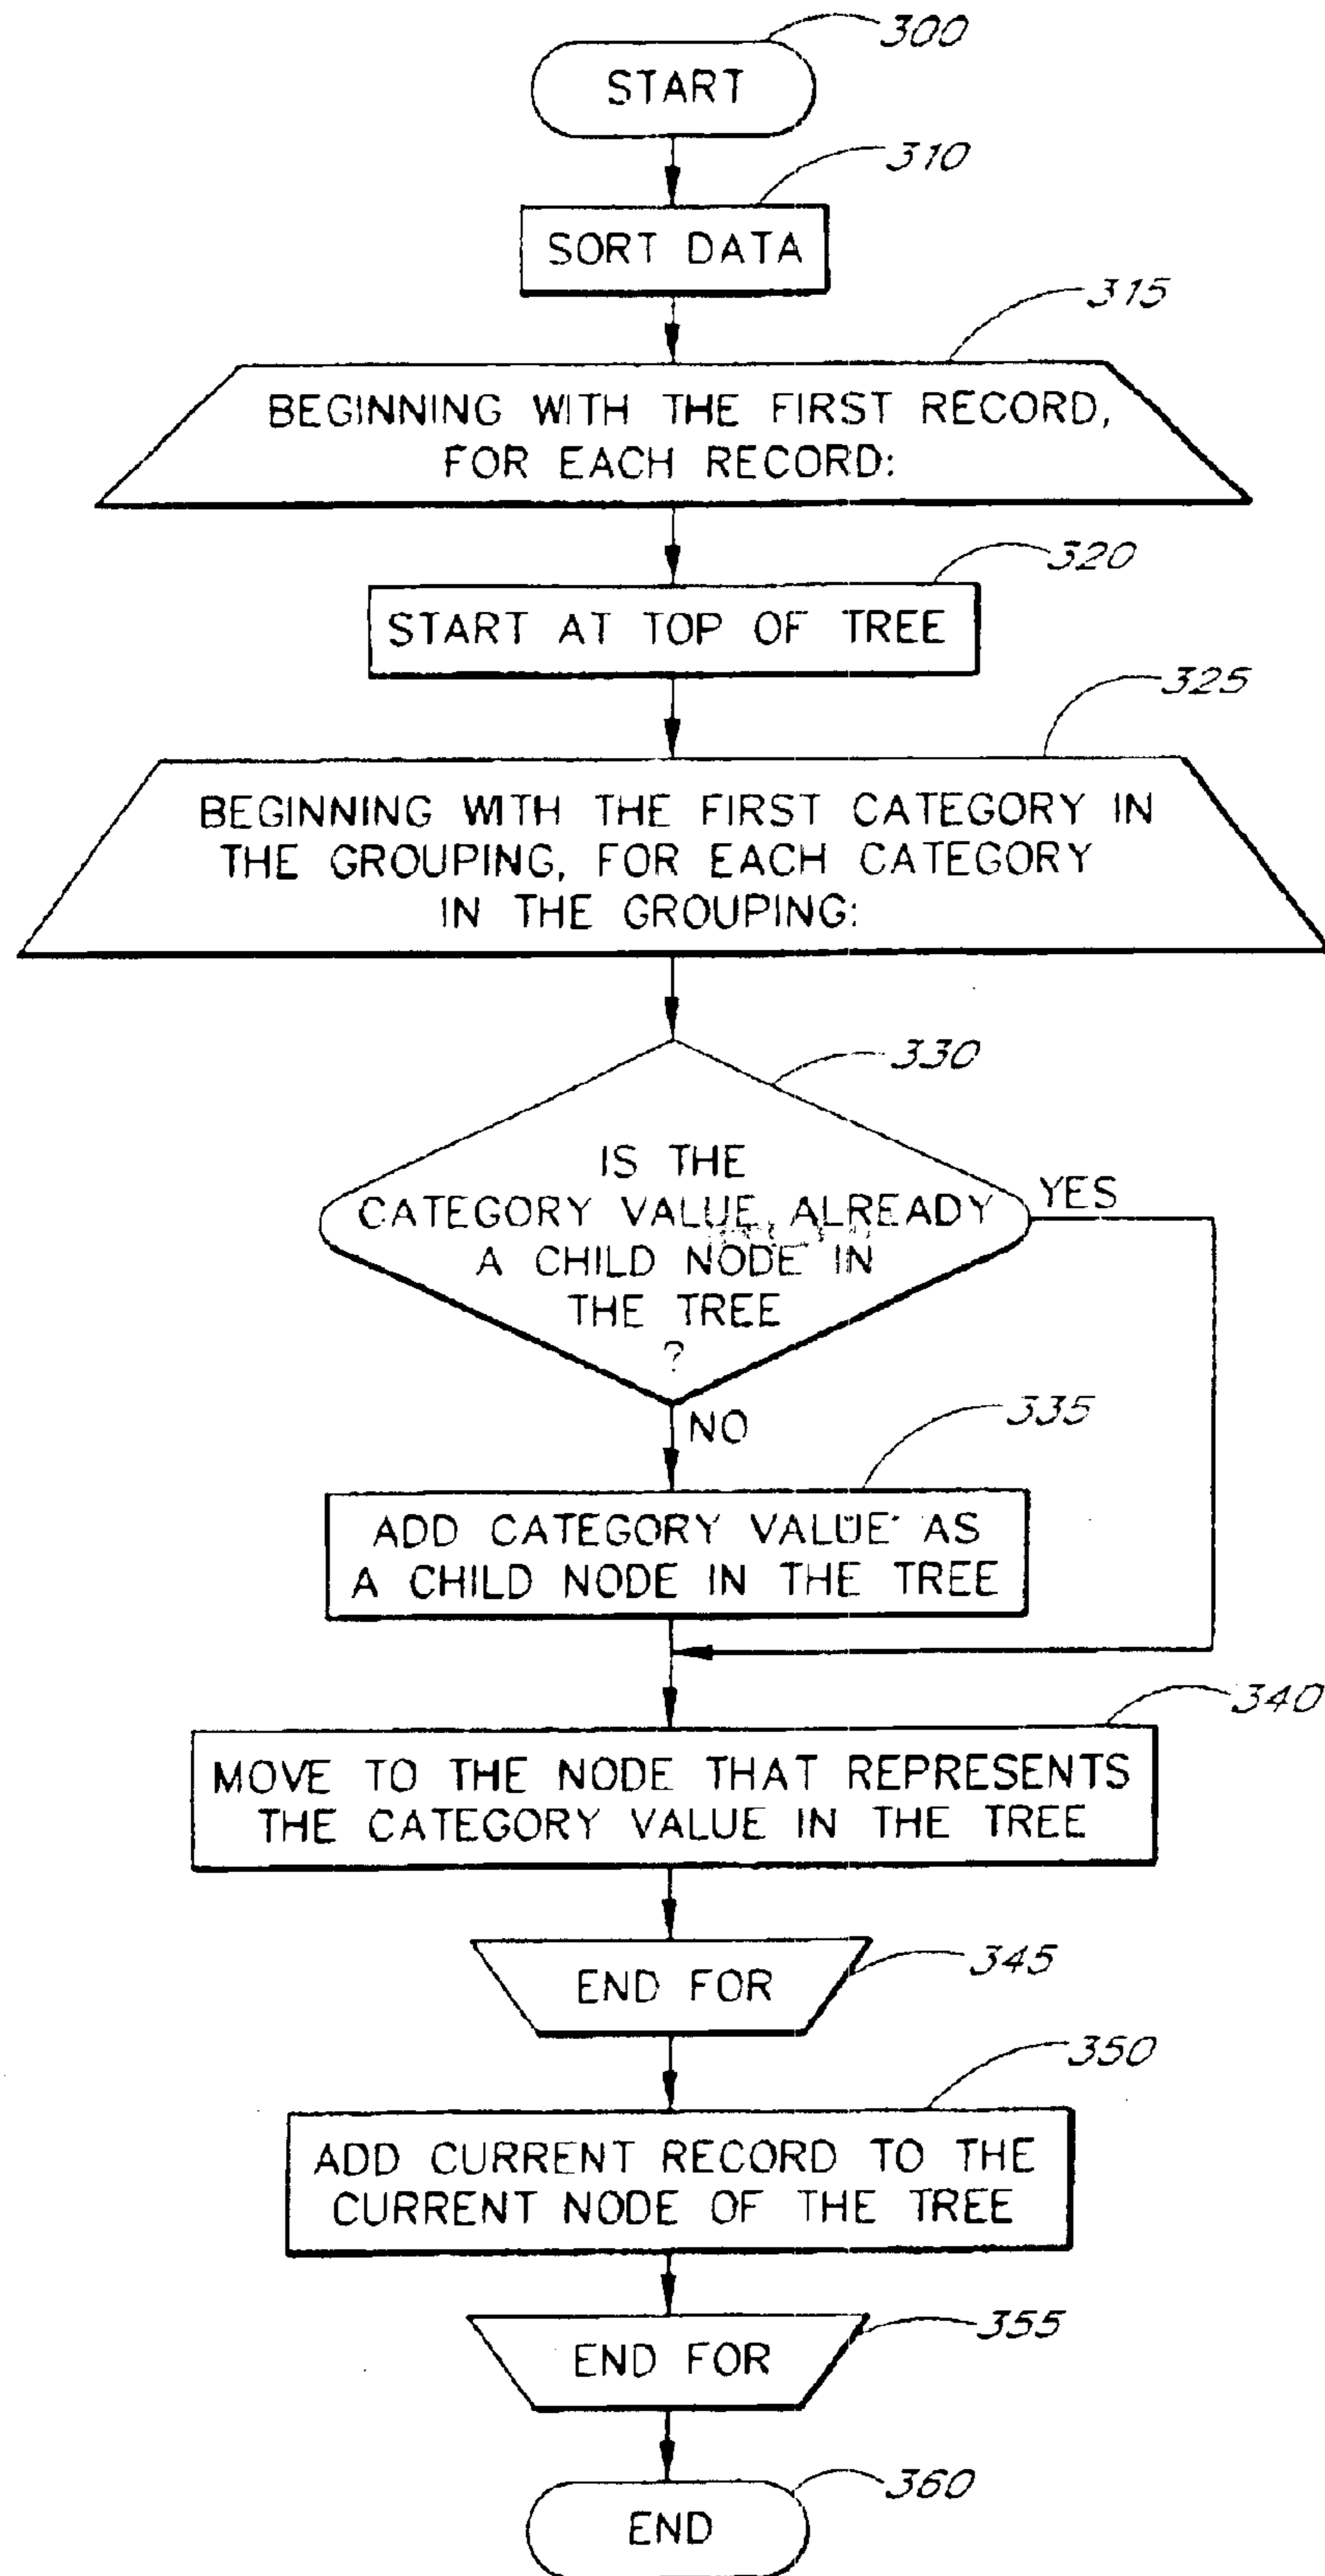 300
START
310
SORT DATA
315
BEGINNING WITH THE FIRST RECORD,
FOR EACH RECORD:
320
START AT TOP OF TREE
325
BEGINNING WITH THE FIRST CATEGORY IN
THE GROUPING, FOR EACH CATEGORY
IN THE GROUPING:
330
IS THE
CATEGORY VALUE ALREADY
A CHILD NODE IN
THE TREE
?
YES
NO
335
ADD CATEGORY VALUE AS
A CHILD NODE IN THE TREE
340
MOVE TO THE NODE THAT REPRESENTS
THE CATEGORY VALUE IN THE TREE
345
END FOR
350
ADD CURRENT RECORD TO THE
CURRENT NODE OF THE TREE
355
END FOR
360
END